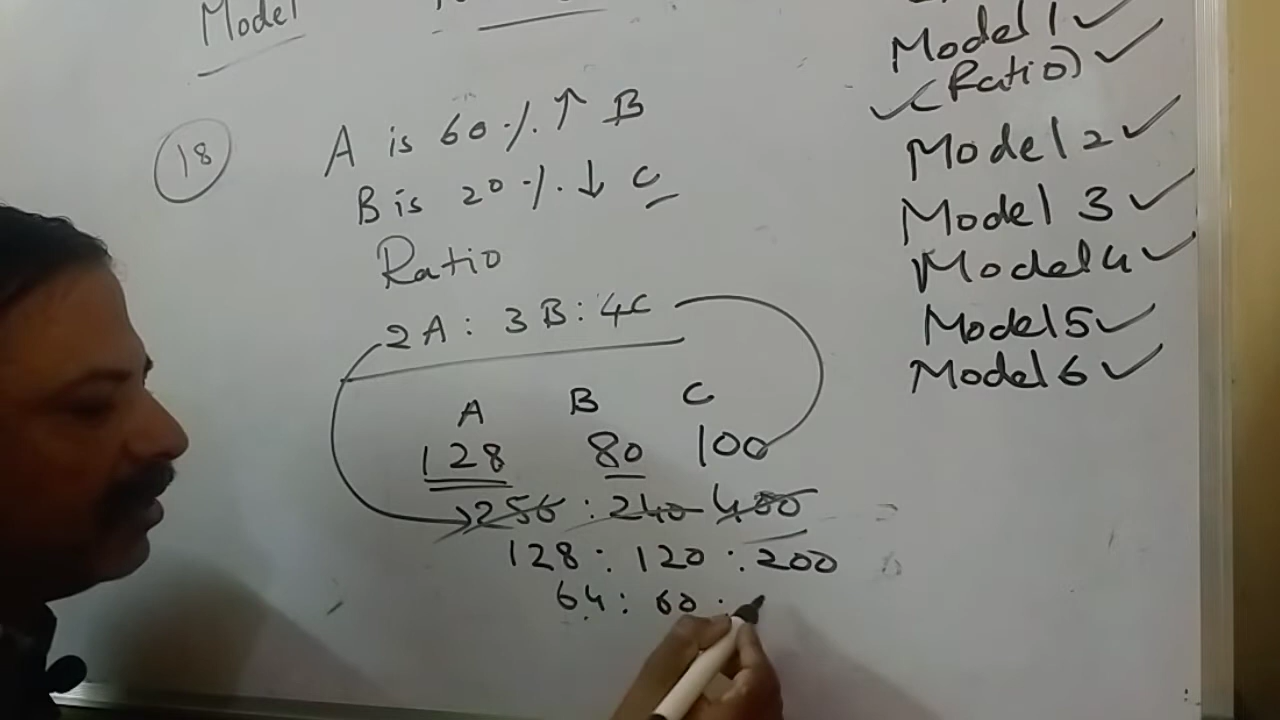 Model
18
A is 60 % ↑ B
B is 20 % ↓ C
Ratio
2A : 3B : 4C
A B C
128 80 100
256 : 240 400
128 : 120 : 200
64 : 60 :
Model 1 ✓
✓ (Ratio) ✓
Model 2 ✓
Model 3 ✓
Model 4 ✓
Model 5 ✓
Model 6 ✓